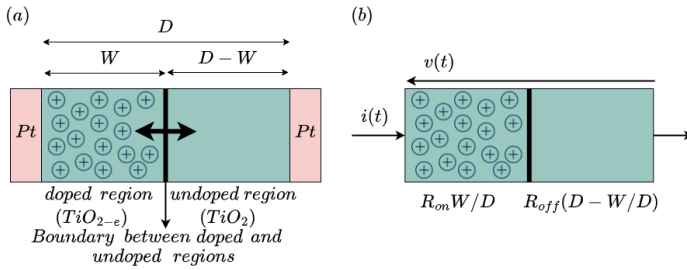 (a)
D
W
D − W
Pt
Pt
doped region
(TiO₂₋ₑ)
undoped region
(TiO₂)
Boundary between doped and
undoped regions
(b)
v(t)
i(t)
RₒₙW/D
Rₒff(D − W/D)